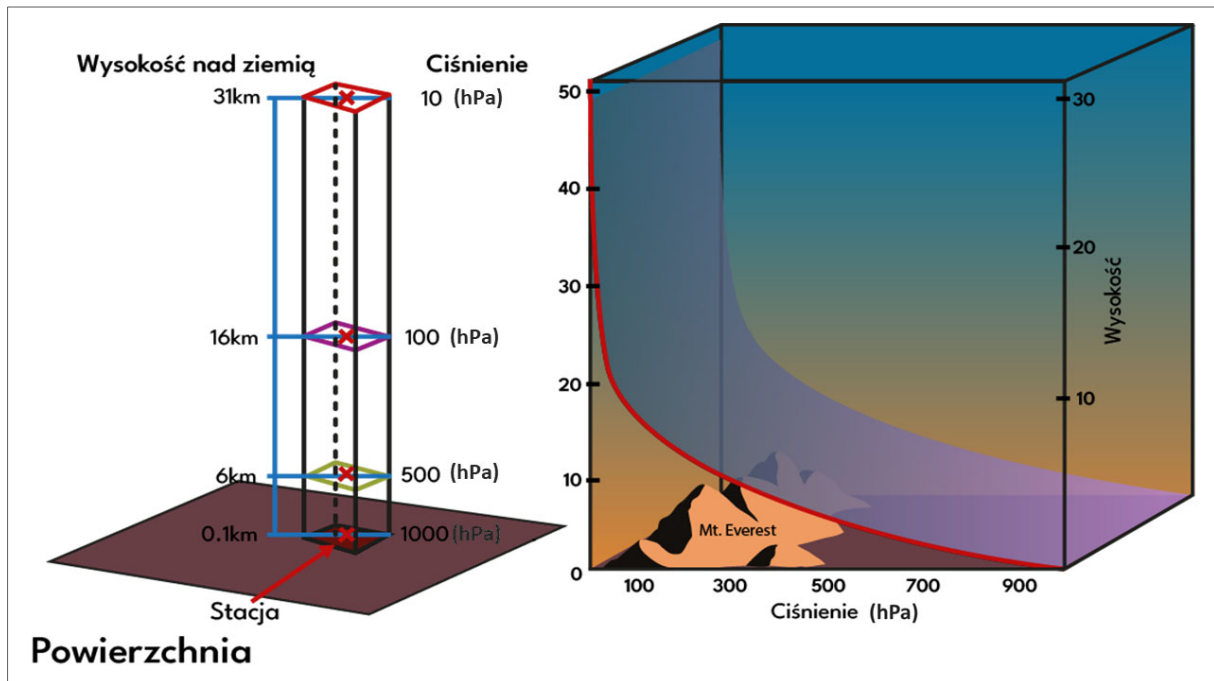 Wysokość nad ziemią Ciśnienie
31km 10 (hPa)
16km 100 (hPa)
6km 500 (hPa)
0.1km 1000 (hPa)
Stacja
Powierzchnia
50
40
30
20
10
0
30
20
10
Wysokość
Mt. Everest
100 300 500 700 900
Ciśnienie (hPa)